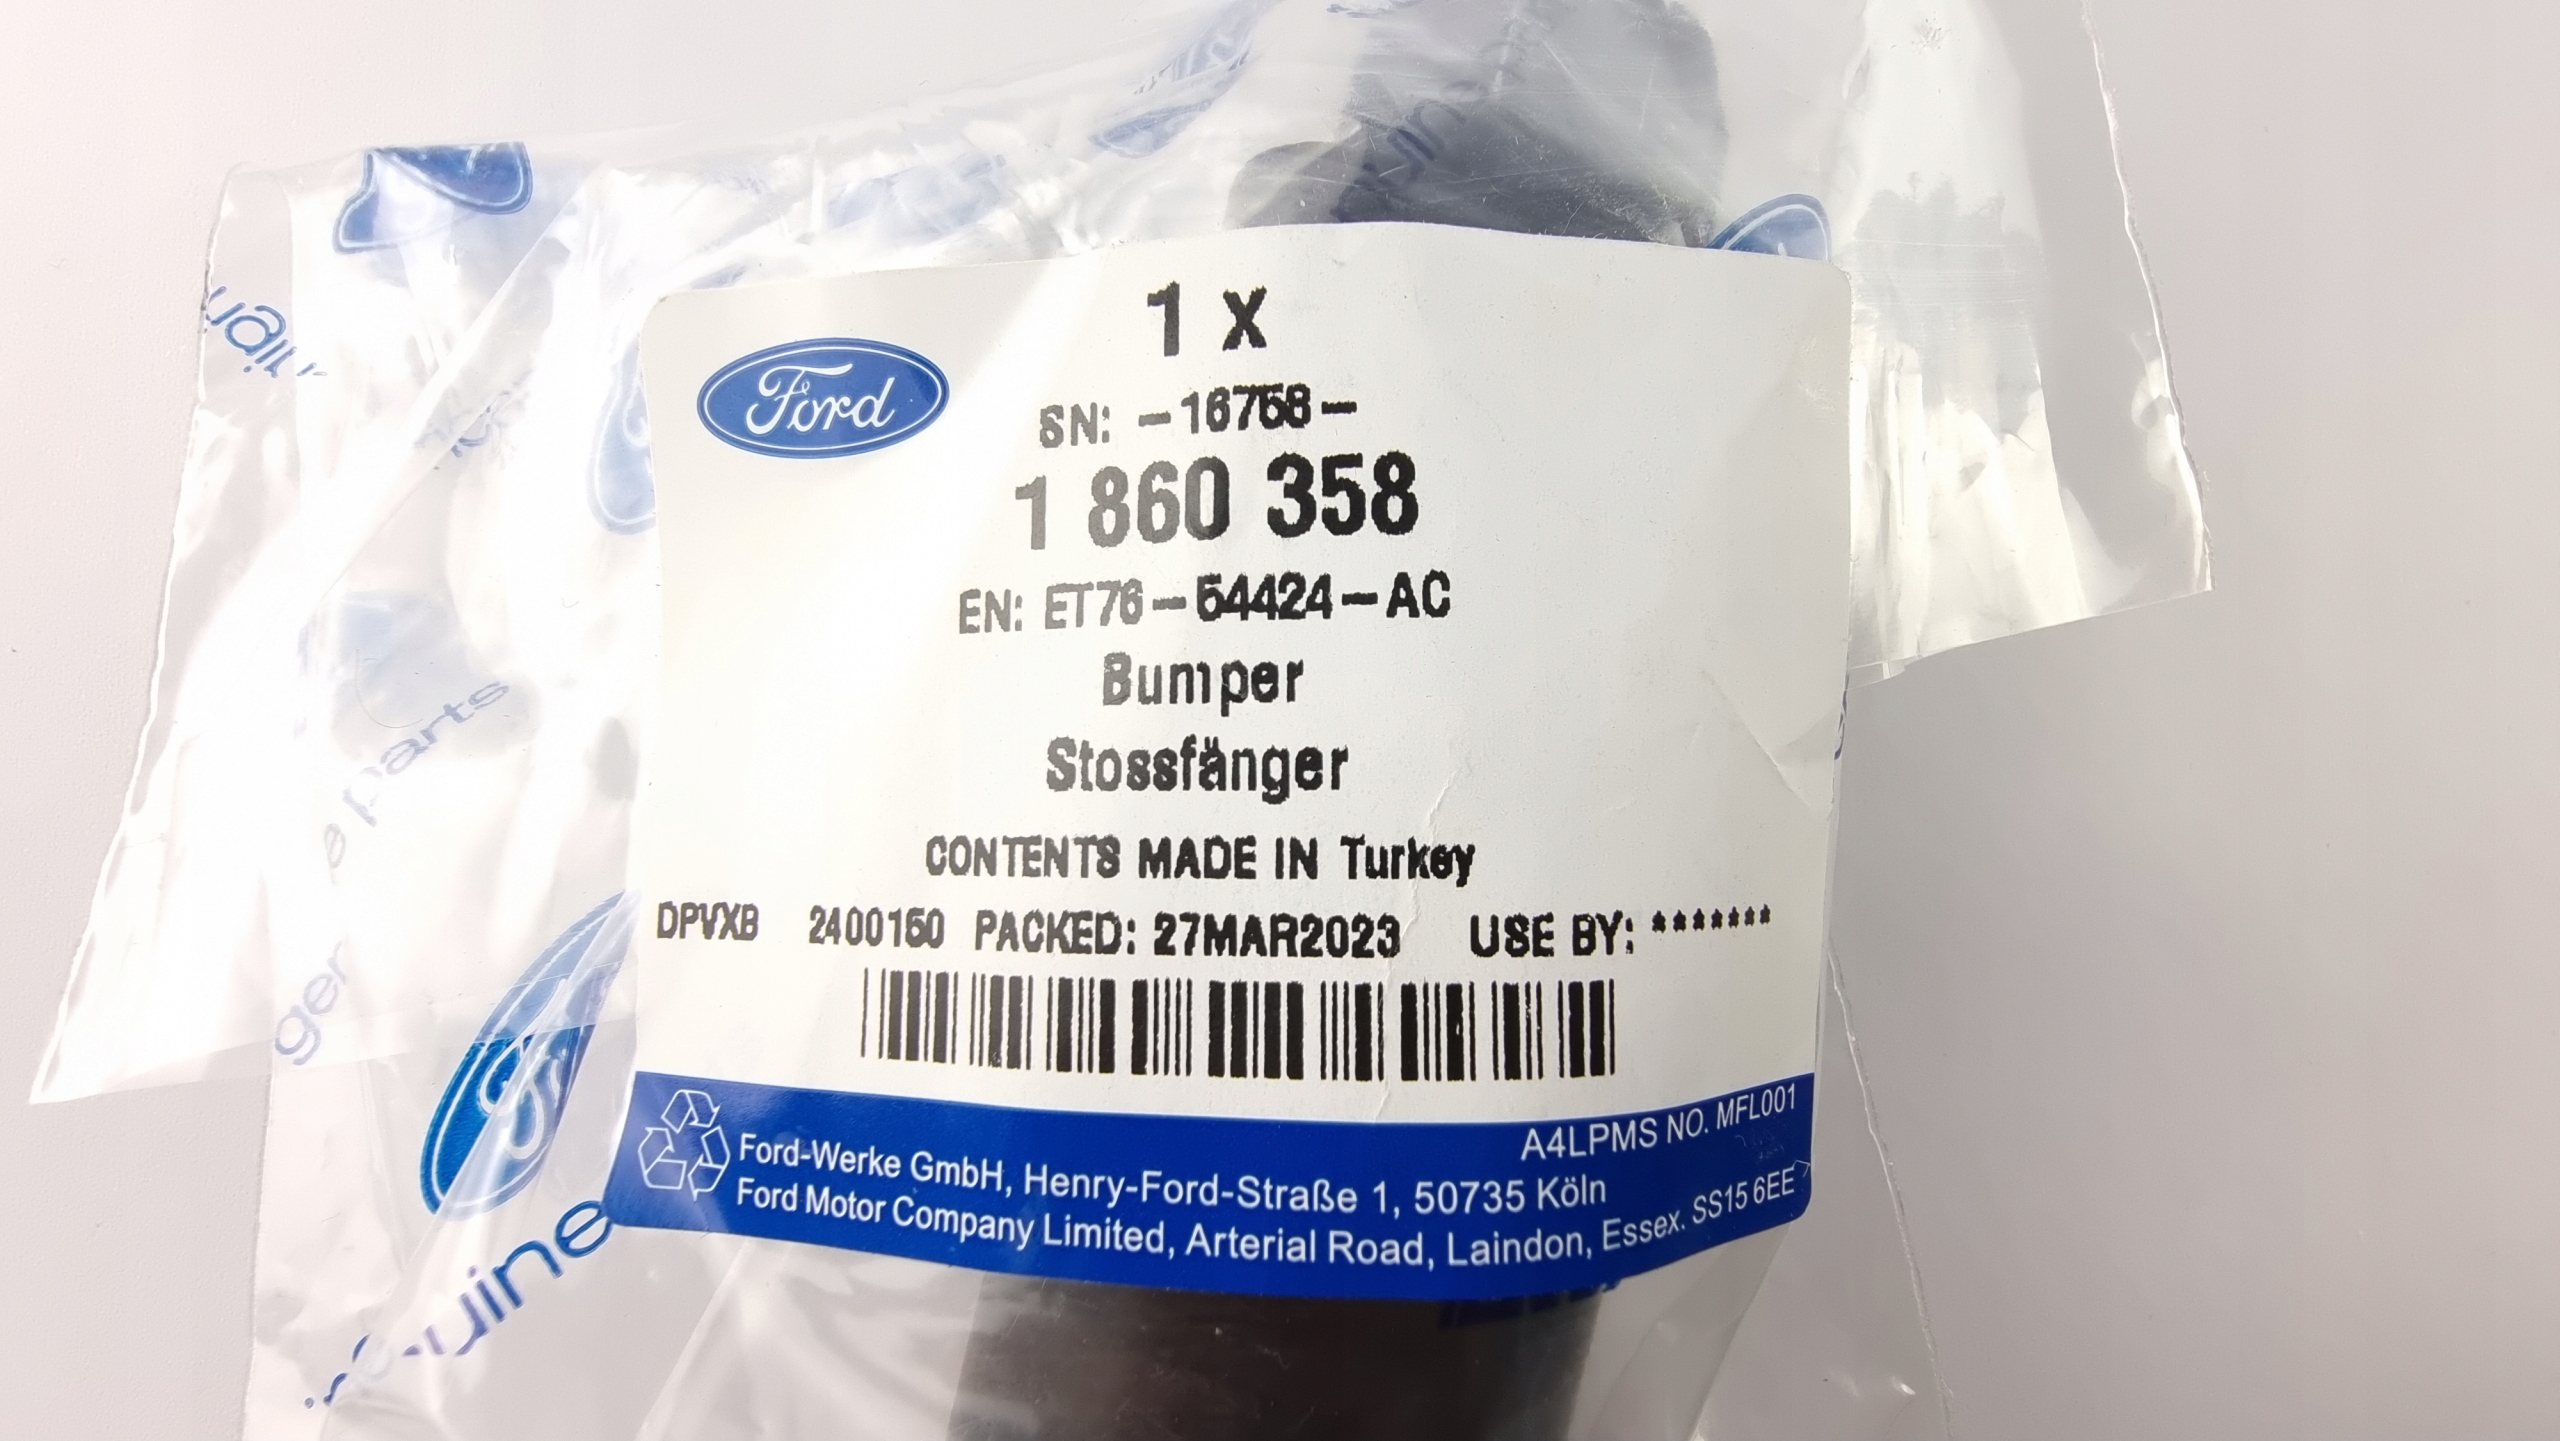 1 x
Ford
SN: -16758-
1 860 358
EN: ET76-54424-AC
Bumper
Stossfänger
CONTENTS MADE IN Turkey
DPVXB 2400150 PACKED: 27MAR2023 USE BY: *******
A4LPMS NO. MFL001
Ford-Werke GmbH, Henry-Ford-Straße 1, 50735 Köln
Ford Motor Company Limited, Arterial Road, Laindon, Essex. SS15 6EE
parts